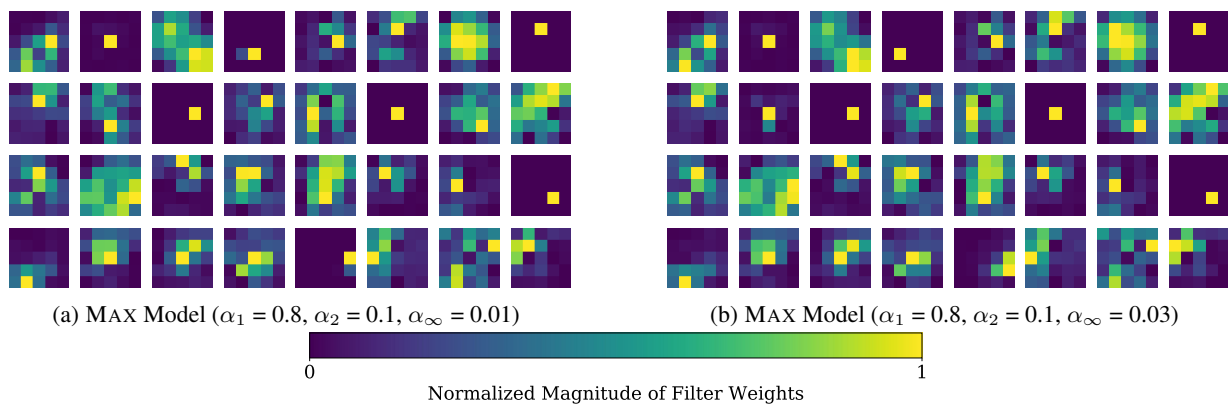 (a) MAX Model (α₁ = 0.8, α₂ = 0.1, α∞ = 0.01)
(b) MAX Model (α₁ = 0.8, α₂ = 0.1, α∞ = 0.03)
0
1
Normalized Magnitude of Filter Weights